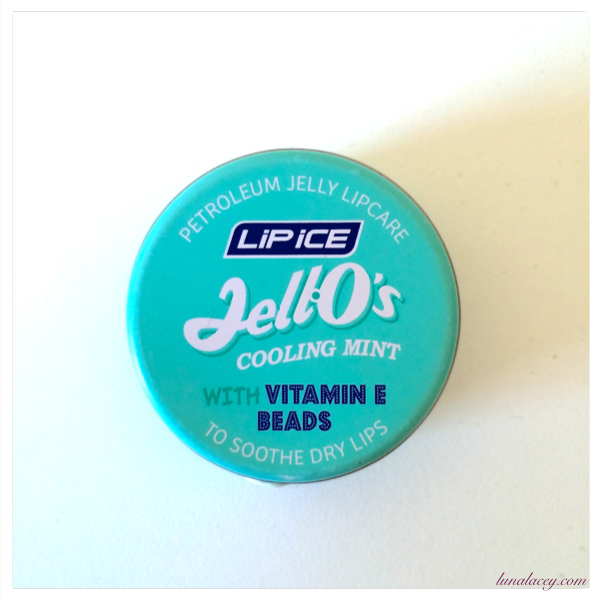 PETROLEUM JELLY LIPCARE
LiPiCE
Jell·O's
COOLING MINT
WITH VITAMIN E
BEADS
TO SOOTHE DRY LIPS
lunalacey.com